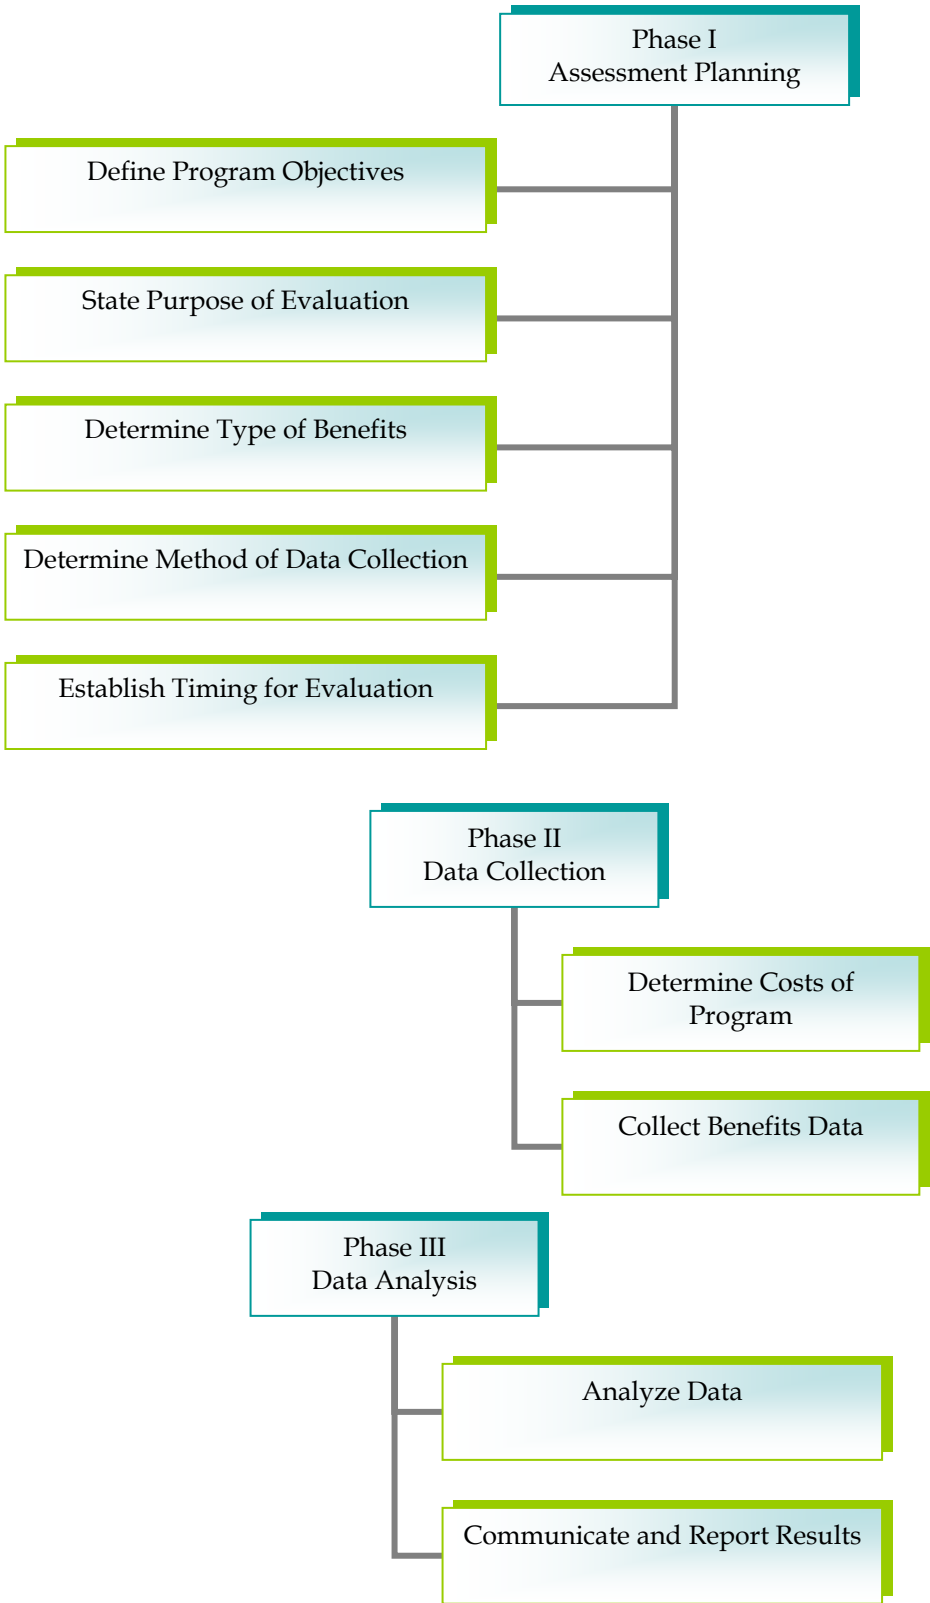 Phase I
Assessment Planning
Define Program Objectives
State Purpose of Evaluation
Determine Type of Benefits
Determine Method of Data Collection
Establish Timing for Evaluation
Phase II
Data Collection
Determine Costs of
Program
Collect Benefits Data
Phase III
Data Analysis
Analyze Data
Communicate and Report Results